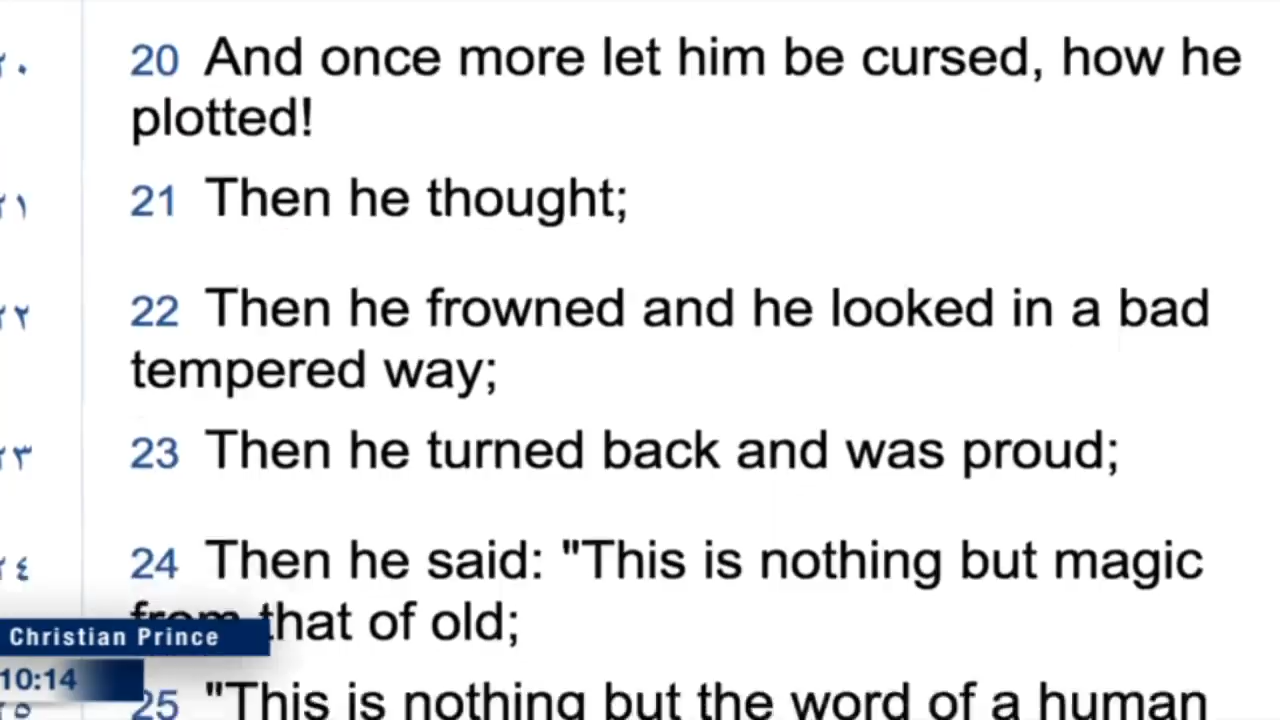 ٢٠ 20 And once more let him be cursed, how he
plotted!
٢١ 21 Then he thought;
٢٢ 22 Then he frowned and he looked in a bad
tempered way;
٢٣ 23 Then he turned back and was proud;
٢٤ 24 Then he said: "This is nothing but magic
from that of old;
Christian Prince
10:14
٢٥ 25 "This is nothing but the word of a human